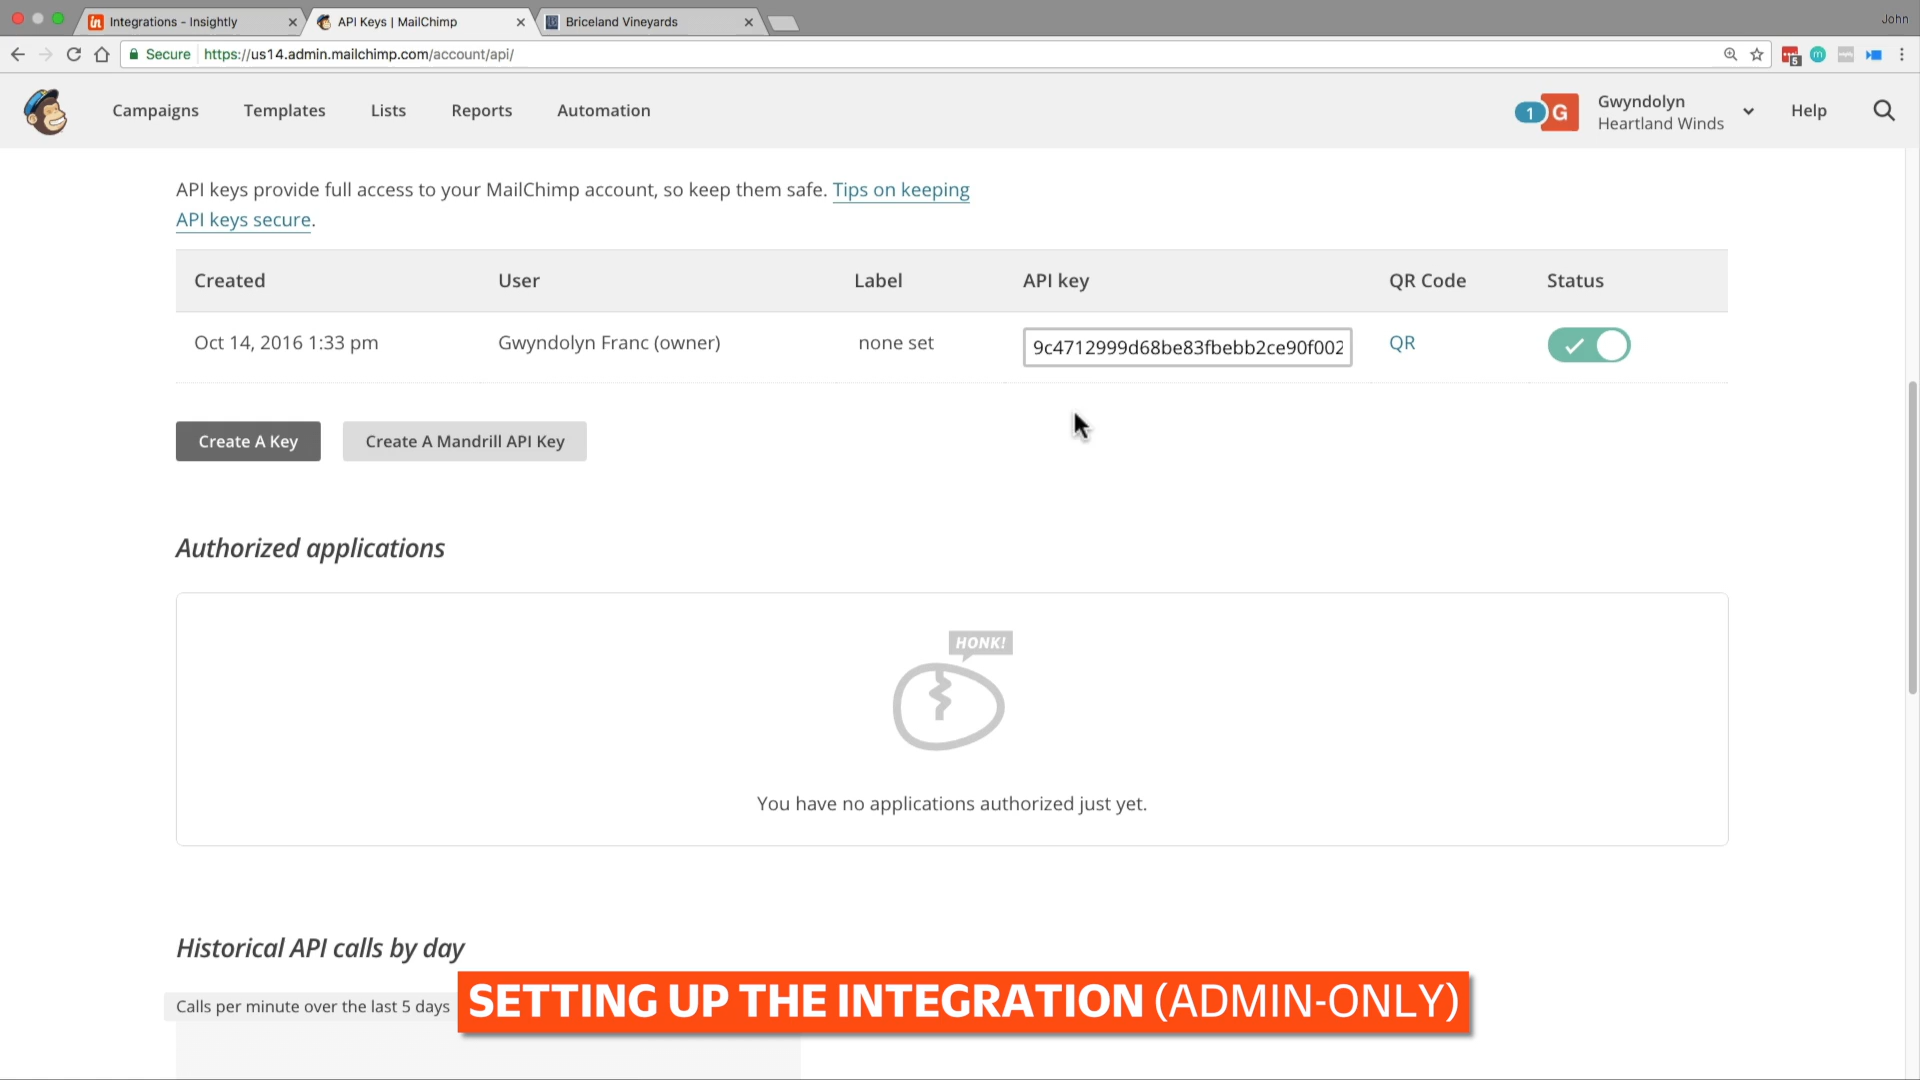 Integrations - Insightly
API Keys | MailChimp
Briceland Vineyards
John
Secure
https://us14.admin.mailchimp.com/account/api/
5
m
Campaigns
Templates
Lists
Reports
Automation
1
G
Gwyndolyn
Heartland Winds
Help
API keys provide full access to your MailChimp account, so keep them safe. Tips on keeping
API keys secure.
Created
User
Label
API key
QR Code
Status
Oct 14, 2016 1:33 pm
Gwyndolyn Franc (owner)
none set
9c4712999d68be83fbebb2ce90f002
QR
Create A Key
Create A Mandrill API Key
Authorized applications
HONK!
You have no applications authorized just yet.
Historical API calls by day
Calls per minute over the last 5 days
SETTING UP THE INTEGRATION (ADMIN-ONLY)